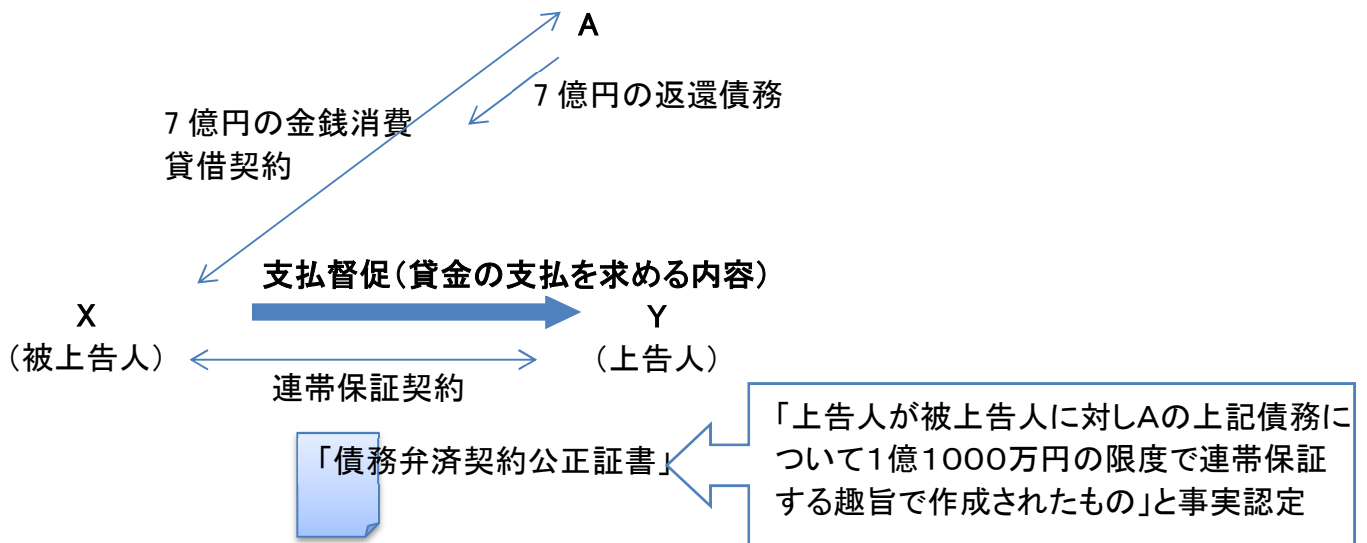 A
7億円の返還債務
7億円の金銭消費
貸借契約
支払督促（貸金の支払を求める内容）
X
（被上告人）
Y
（上告人）
連帯保証契約
「債務弁済契約公正証書」
「上告人が被上告人に対しAの上記債務に
ついて1億1000万円の限度で連帯保証
する趣旨で作成されたもの」と事実認定